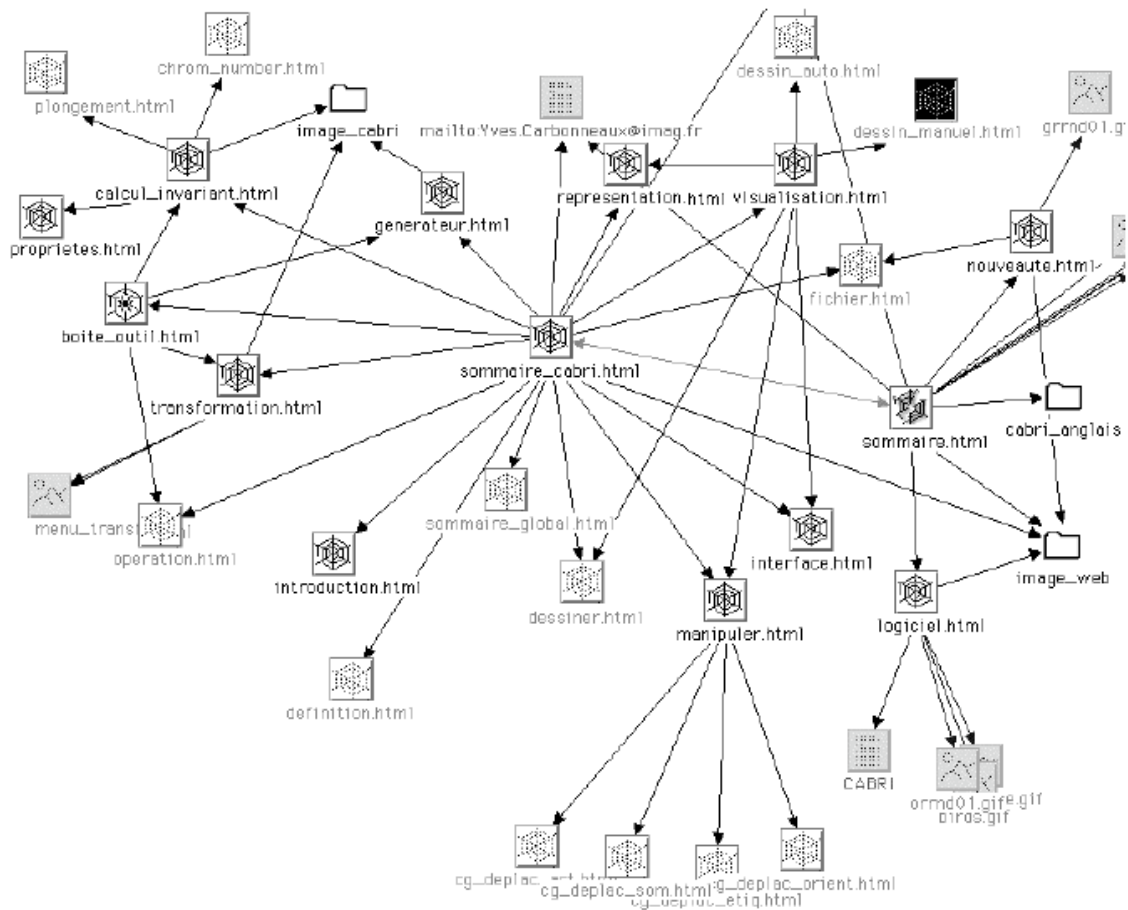 chrom_number.html
plongement.html
dessin_auto.html
image_cabri
mailto:Yves.Carbonneaux@imag.fr
dessin_manuel.html
calcul_invariant.html
generateur.html
representation.html
visualisation.html
proprietes.html
nouveaute.html
fichier.html
boite_outil.html
sommaire_cabri.html
transformation.html
sommaire.html
cabri_anglais
sommaire_global.html
operation.html
introduction.html
interface.html
image_web
dessiner.html
manipuler.html
logiciel.html
definition.html
CABRI
cg_deplac_som.html
cg_deplac_orient.html
cg_deplac_etiq.html